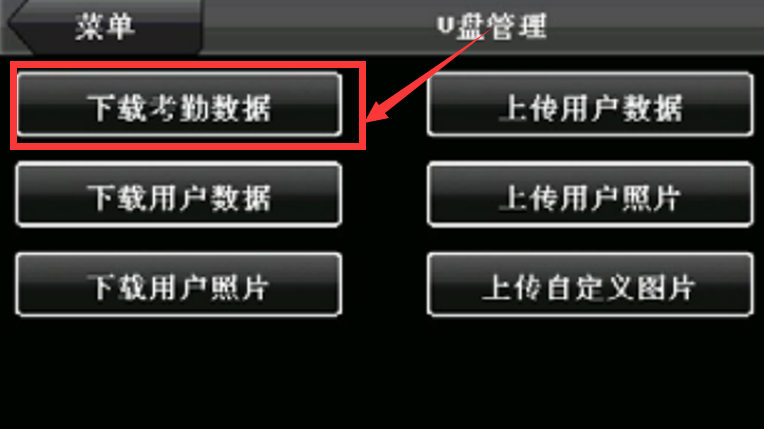 菜单
U盘管理
下载考勤数据
上传用户数据
下载用户数据
上传用户照片
下载用户照片
上传自定义图片